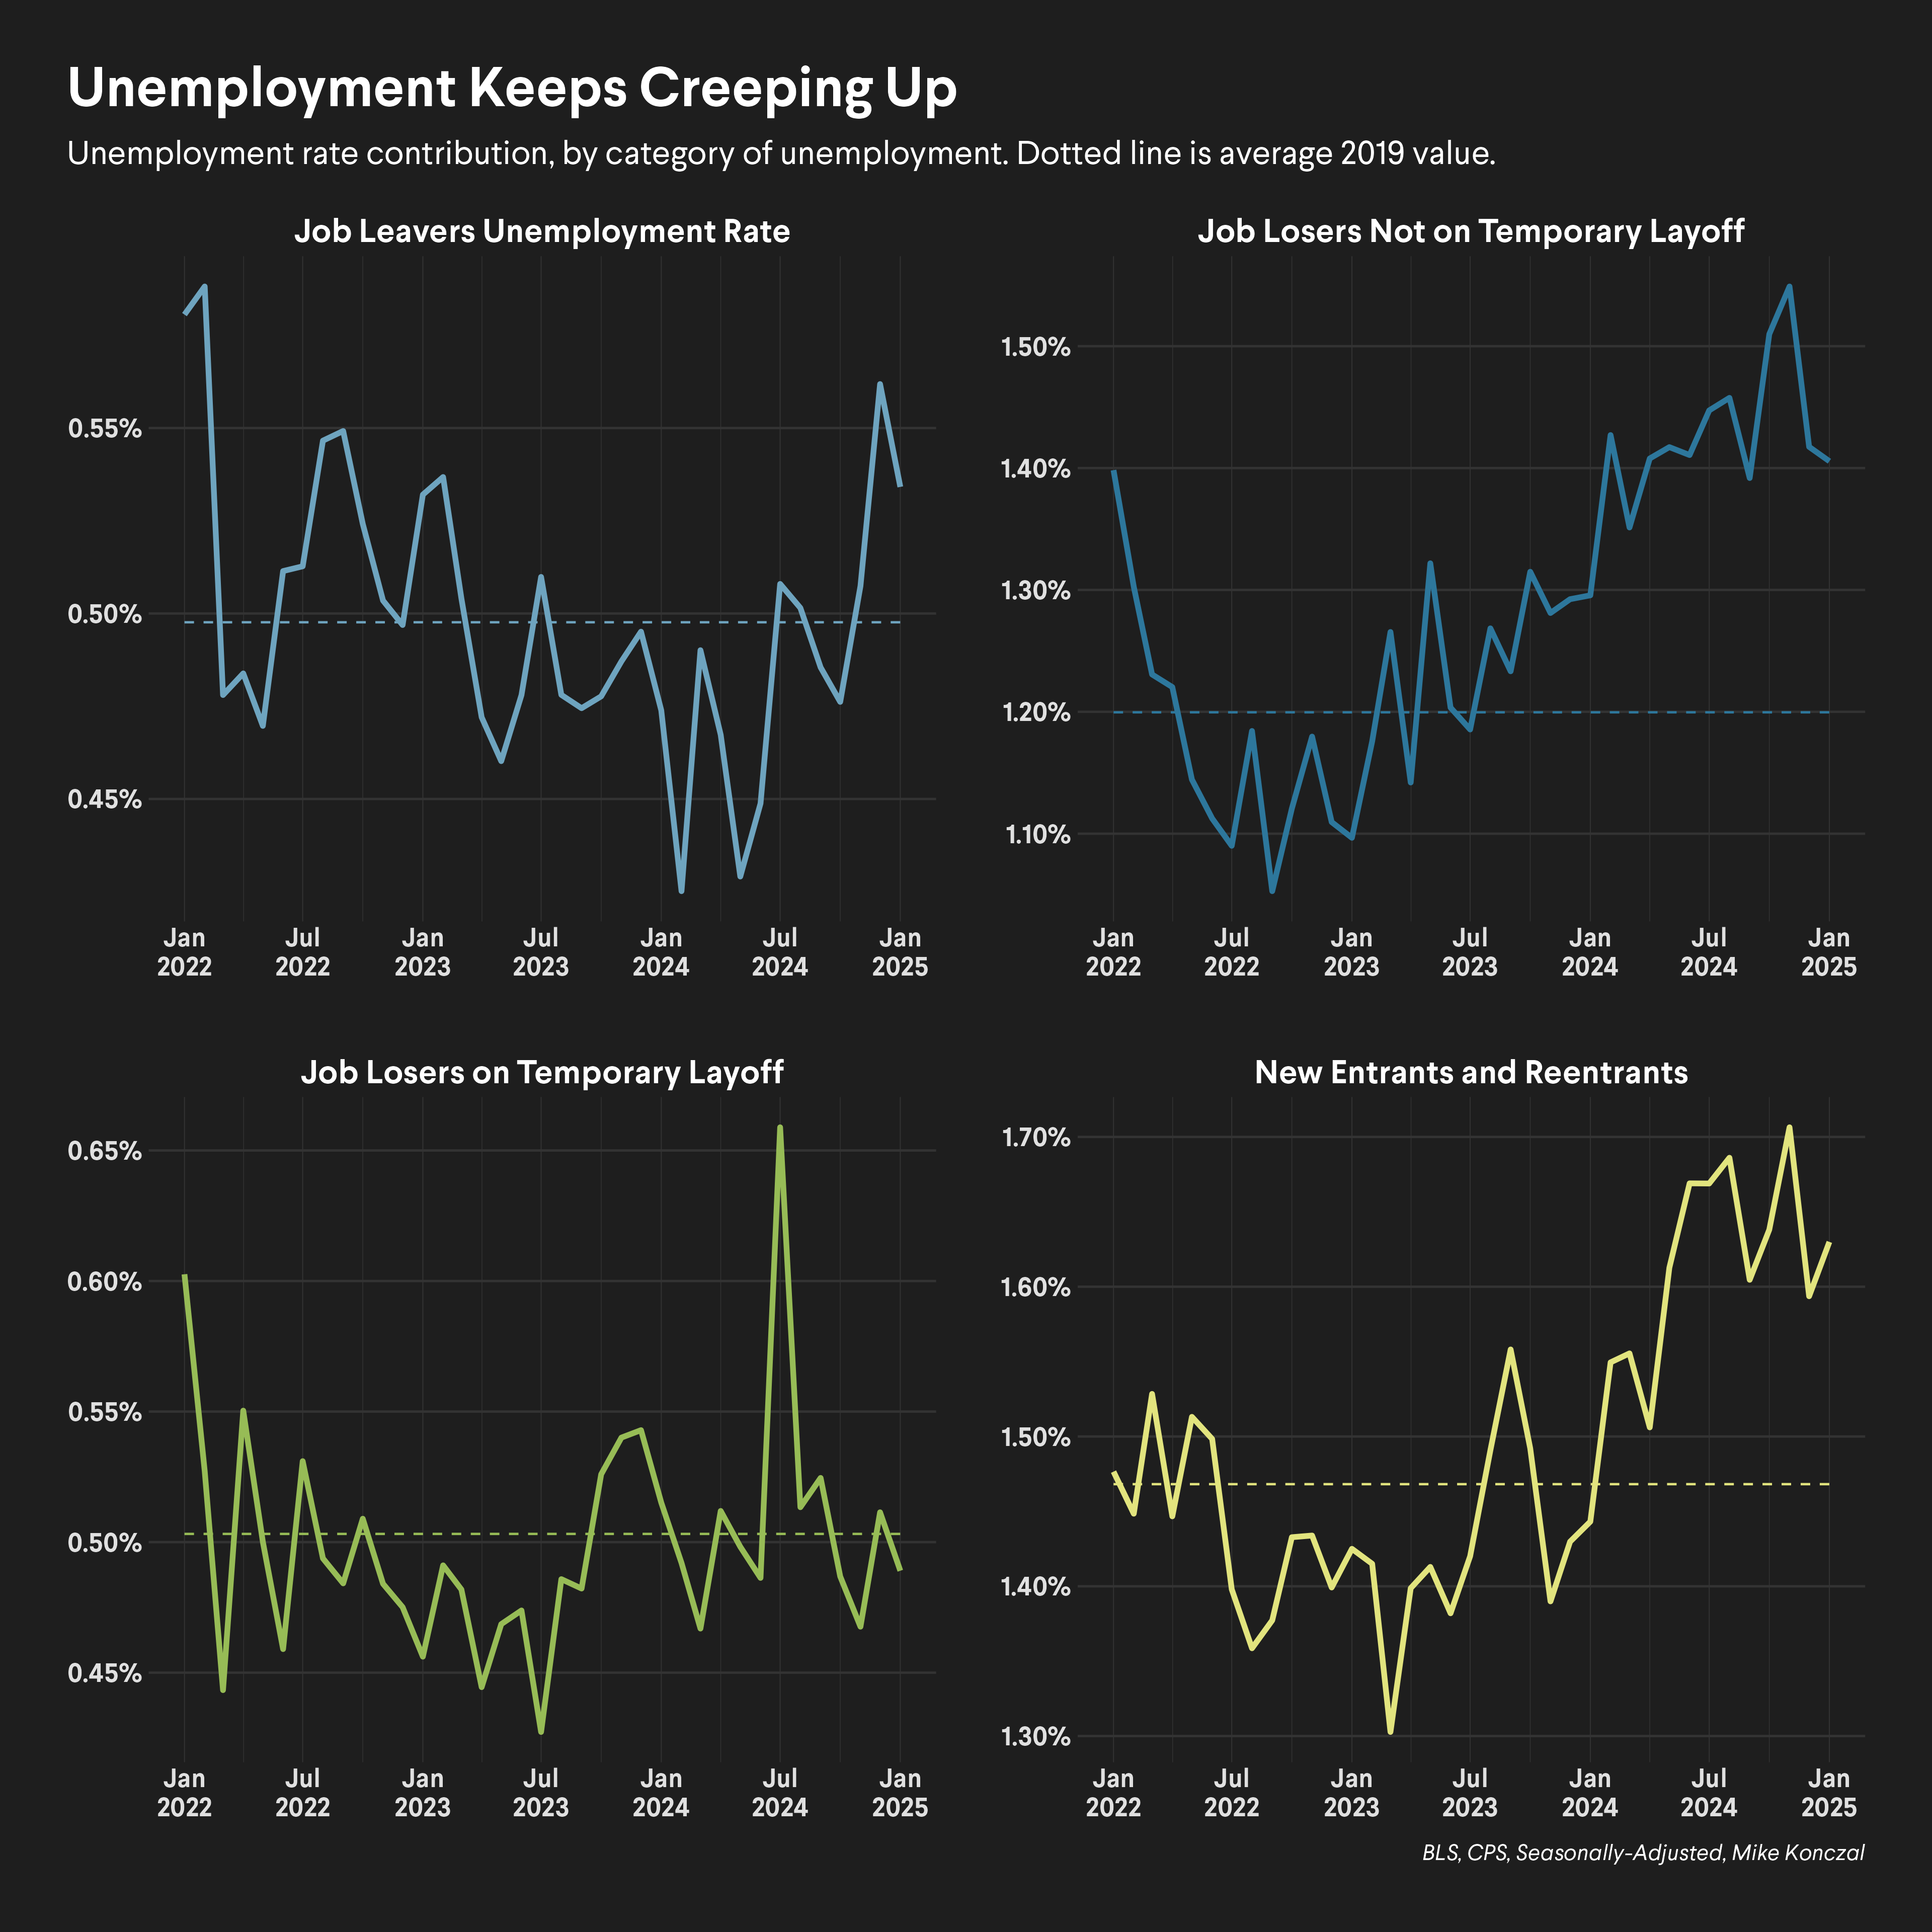 Unemployment Keeps Creeping Up
Unemployment rate contribution, by category of unemployment. Dotted line is average 2019 value.
Job Leavers Unemployment Rate
0.55%
0.50%
0.45%
Jan 2022
Jul 2022
Jan 2023
Jul 2023
Jan 2024
Jul 2024
Jan 2025
Job Losers Not on Temporary Layoff
1.50%
1.40%
1.30%
1.20%
1.10%
Jan 2022
Jul 2022
Jan 2023
Jul 2023
Jan 2024
Jul 2024
Jan 2025
Job Losers on Temporary Layoff
0.65%
0.60%
0.55%
0.50%
0.45%
Jan 2022
Jul 2022
Jan 2023
Jul 2023
Jan 2024
Jul 2024
Jan 2025
New Entrants and Reentrants
1.70%
1.60%
1.50%
1.40%
1.30%
Jan 2022
Jul 2022
Jan 2023
Jul 2023
Jan 2024
Jul 2024
Jan 2025
BLS, CPS, Seasonally-Adjusted, Mike Konczal